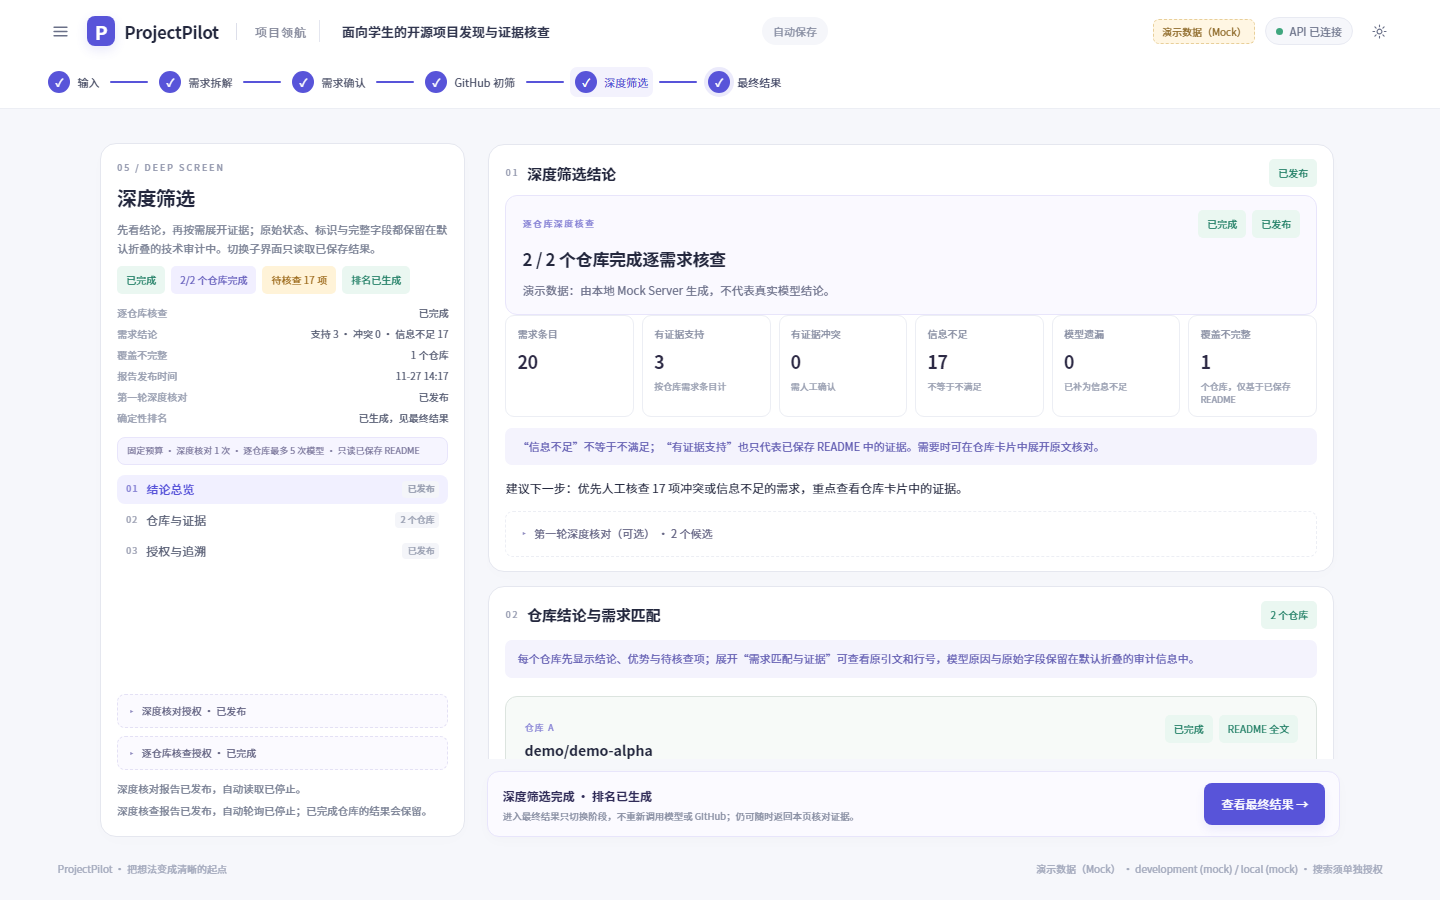 P ProjectPilot 项目领航 面向学生的开源项目发现与证据核查 自动保存 演示数据（Mock） API 已连接
输入 需求拆解 需求确认 GitHub 初筛 深度筛选 最终结果
05 / DEEP SCREEN
深度筛选
先看结论，再按需展开证据；原始状态、标识与完整字段都保留在默
认折叠的技术审计中。切换子界面只读取已保存结果。
已完成 2/2 个仓库完成 待核查 17 项 排名已生成
逐仓库核查 已完成
需求结论 支持 3 · 冲突 0 · 信息不足 17
覆盖不完整 1 个仓库
报告发布时间 11-27 14:17
第一轮深度核对 已发布
确定性排名 已生成，见最终结果
固定预算 · 深度核对 1 次 · 逐仓库最多 5 次模型 · 只读已保存 README
01 结论总览 已发布
02 仓库与证据 2 个仓库
03 授权与追溯 已发布
深度核对授权 · 已发布
逐仓库核查授权 · 已完成
深度核对报告已发布，自动读取已停止。
深度核查报告已发布，自动轮询已停止；已完成仓库的结果会保留。
01 深度筛选结论 已发布
逐仓库深度核查 已完成 已发布
2 / 2 个仓库完成逐需求核查
演示数据：由本地 Mock Server 生成，不代表真实模型结论。
需求条目 有证据支持 有证据冲突 信息不足 模型遗漏 覆盖不完整
20 3 0 17 0 1
按仓库需求条目计 需人工确认 不等于不满足 已补为信息不足 个仓库，仅基于已保存
README
“信息不足”不等于不满足；“有证据支持”也只代表已保存 README 中的证据。需要时可在仓库卡片中展开原文核对。
建议下一步：优先人工核查 17 项冲突或信息不足的需求，重点查看仓库卡片中的证据。
第一轮深度核对（可选） · 2 个候选
02 仓库结论与需求匹配 2 个仓库
每个仓库先显示结论、优势与待核查项；展开“需求匹配与证据”可查看原引文和行号，模型原因与原始字段保留在默认折叠的审计信息中。
仓库 A 已完成 README 全文
demo/demo-alpha
深度筛选完成 · 排名已生成
进入最终结果只切换阶段，不重新调用模型或 GitHub；仍可随时返回本页核对证据。
查看最终结果 →
ProjectPilot · 把想法变成清晰的起点 演示数据（Mock） · development (mock) / local (mock) · 搜索须单独授权